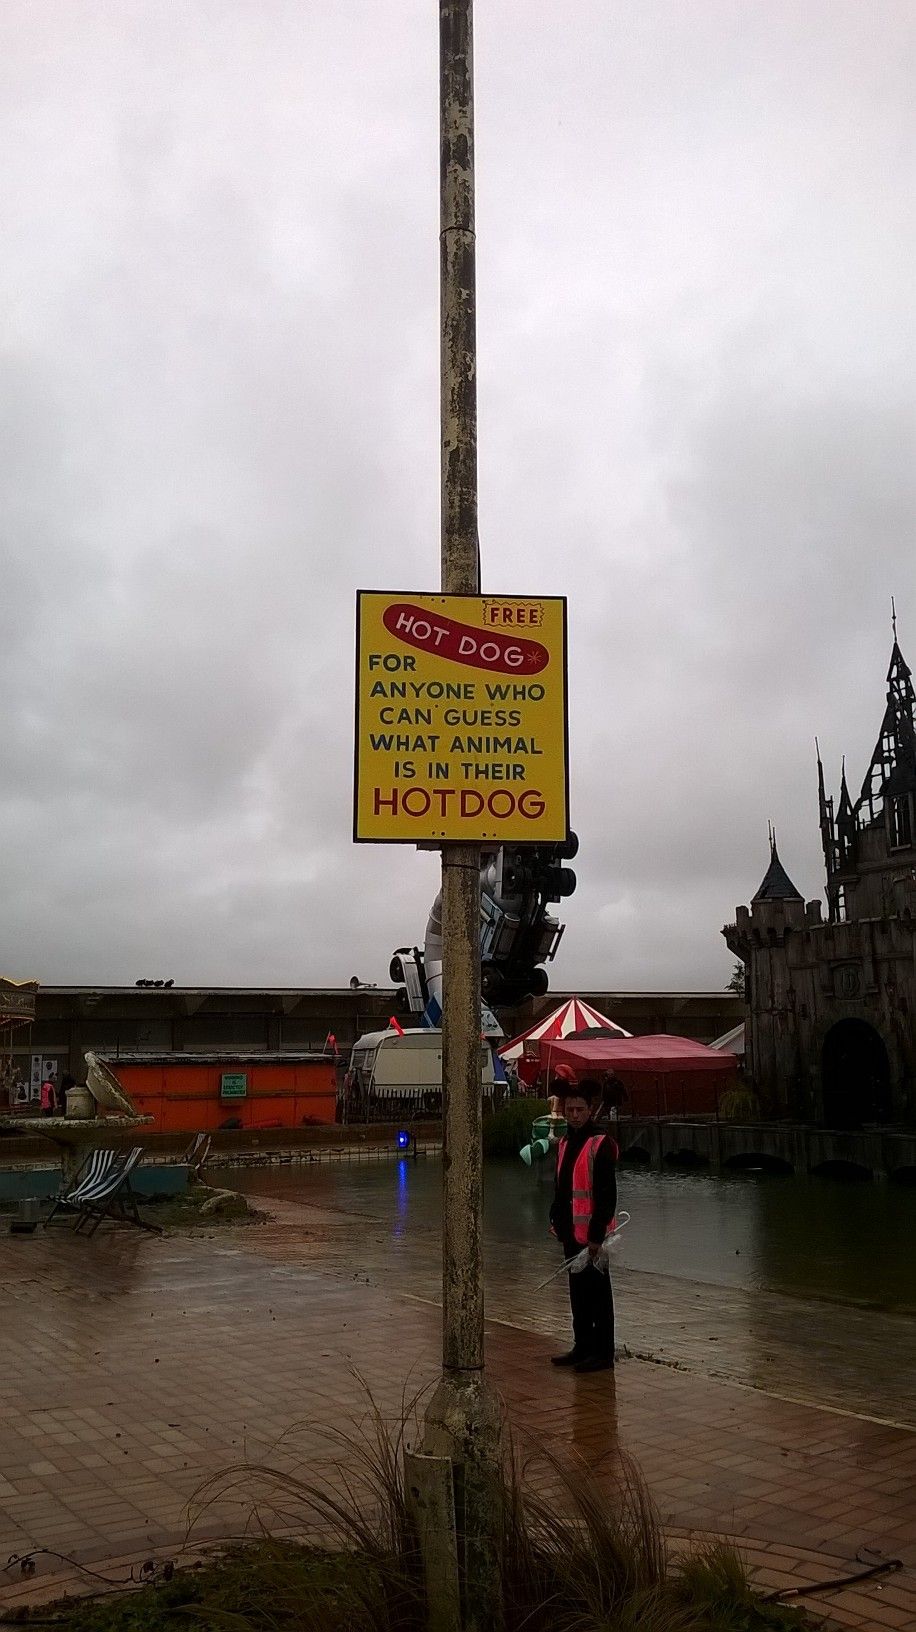 FREE
HOT DOG*
FOR
ANYONE WHO
CAN GUESS
WHAT ANIMAL
IS IN THEIR
HOTDOG